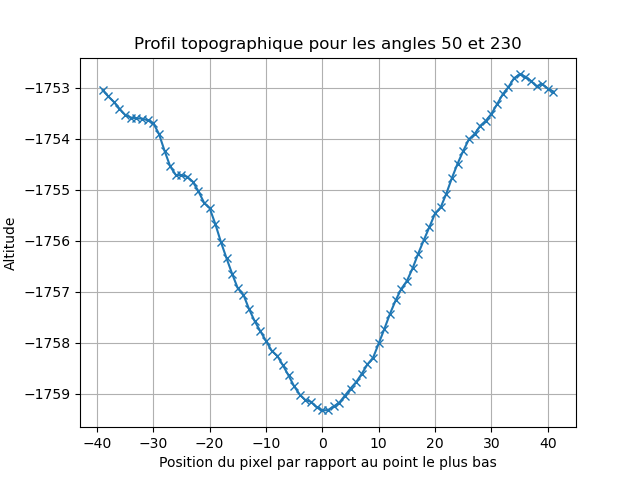 Profil topographique pour les angles 50 et 230
−1753
−1754
−1755
−1756
−1757
−1758
−1759
Altitude
−40 −30 −20 −10 0 10 20 30 40
Position du pixel par rapport au point le plus bas